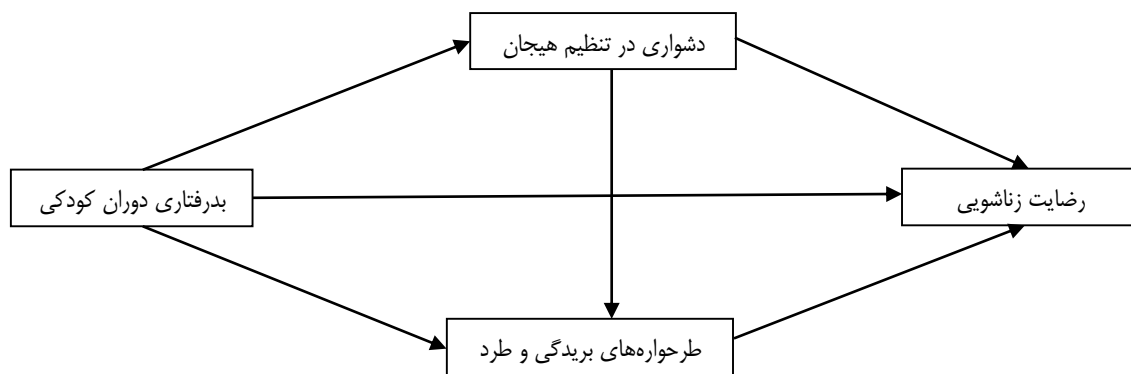 دشواری در تنظیم هیجان
بدرفتاری دوران کودکی
رضایت زناشویی
طرحواره‌های بریدگی و طرد